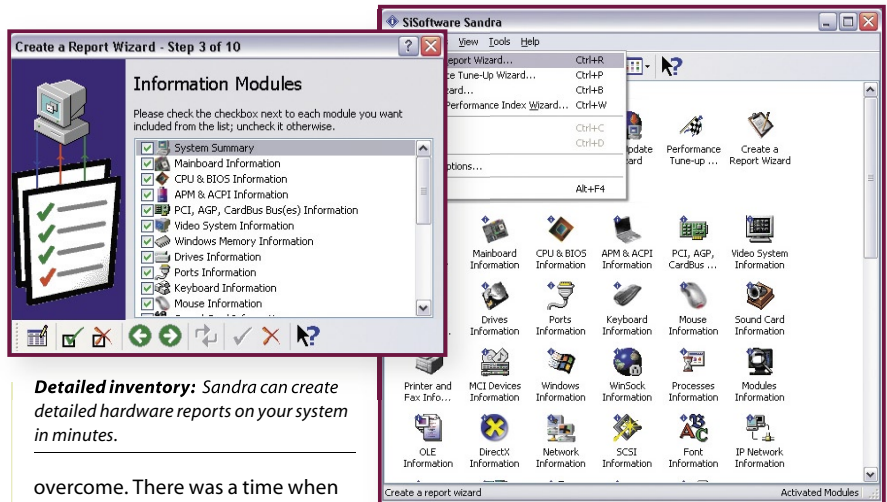 Create a Report Wizard - Step 3 of 10
Information Modules
Please check the checkbox next to each module you want
included from the list; uncheck it otherwise.
System Summary
Mainboard Information
CPU & BIOS Information
APM & ACPI Information
PCI, AGP, CardBus Bus(es) Information
Video System Information
Windows Memory Information
Drives Information
Ports Information
Keyboard Information
Mouse Information
Detailed inventory: Sandra can create
detailed hardware reports on your system
in minutes.
overcome. There was a time when
SiSoftware Sandra
View Tools Help
eport Wizard... Ctrl+R
ce Tune-Up Wizard... Ctrl+P
zard... Ctrl+B
Performance Index Wizard... Ctrl+W
Ctrl+C
Ctrl+D
ptions...
Alt+F4
pdate
zard
Performance
Tune-up ...
Create a
Report Wizard
Mainboard
Information
CPU & BIOS
Information
APM & ACPI
Information
PCI, AGP,
CardBus ...
Video System
Information
Drives
Information
Ports
Information
Keyboard
Information
Mouse
Information
Sound Card
Information
Printer and
Fax Info...
MCI Devices
Information
Windows
Information
WinSock
Information
Processes
Information
Modules
Information
OLE
Information
DirectX
Information
Network
Information
SCSI
Information
Font
Information
IP Network
Information
Create a report wizard
Activated Modules